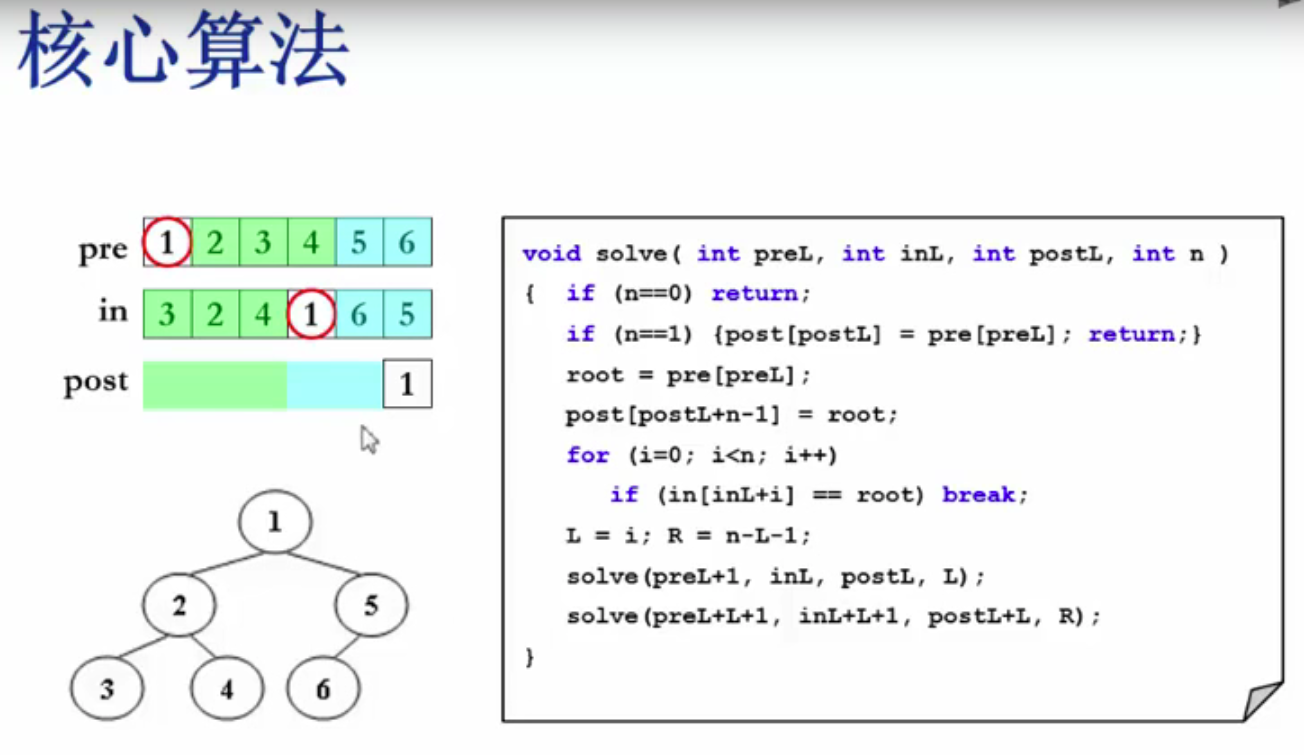 核心算法
pre 1 2 3 4 5 6
in 3 2 4 1 6 5
post 1
1
2 5
3 4 6
void solve( int preL, int inL, int postL, int n )
{ if (n==0) return;
if (n==1) {post[postL] = pre[preL]; return;}
root = pre[preL];
post[postL+n-1] = root;
for (i=0; i<n; i++)
if (in[inL+i] == root) break;
L = i; R = n-L-1;
solve(preL+1, inL, postL, L);
solve(preL+L+1, inL+L+1, postL+L, R);
}